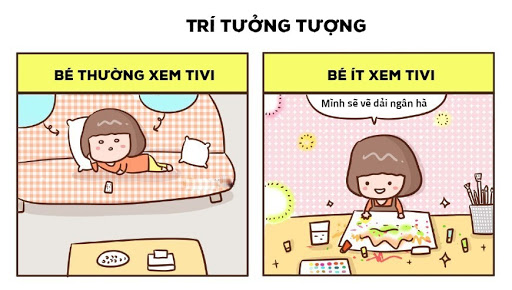 TRÍ TƯỞNG TƯỢNG
BÉ THƯỜNG XEM TIVI
BÉ ÍT XEM TIVI
Mình sẽ vẽ dải ngân hà